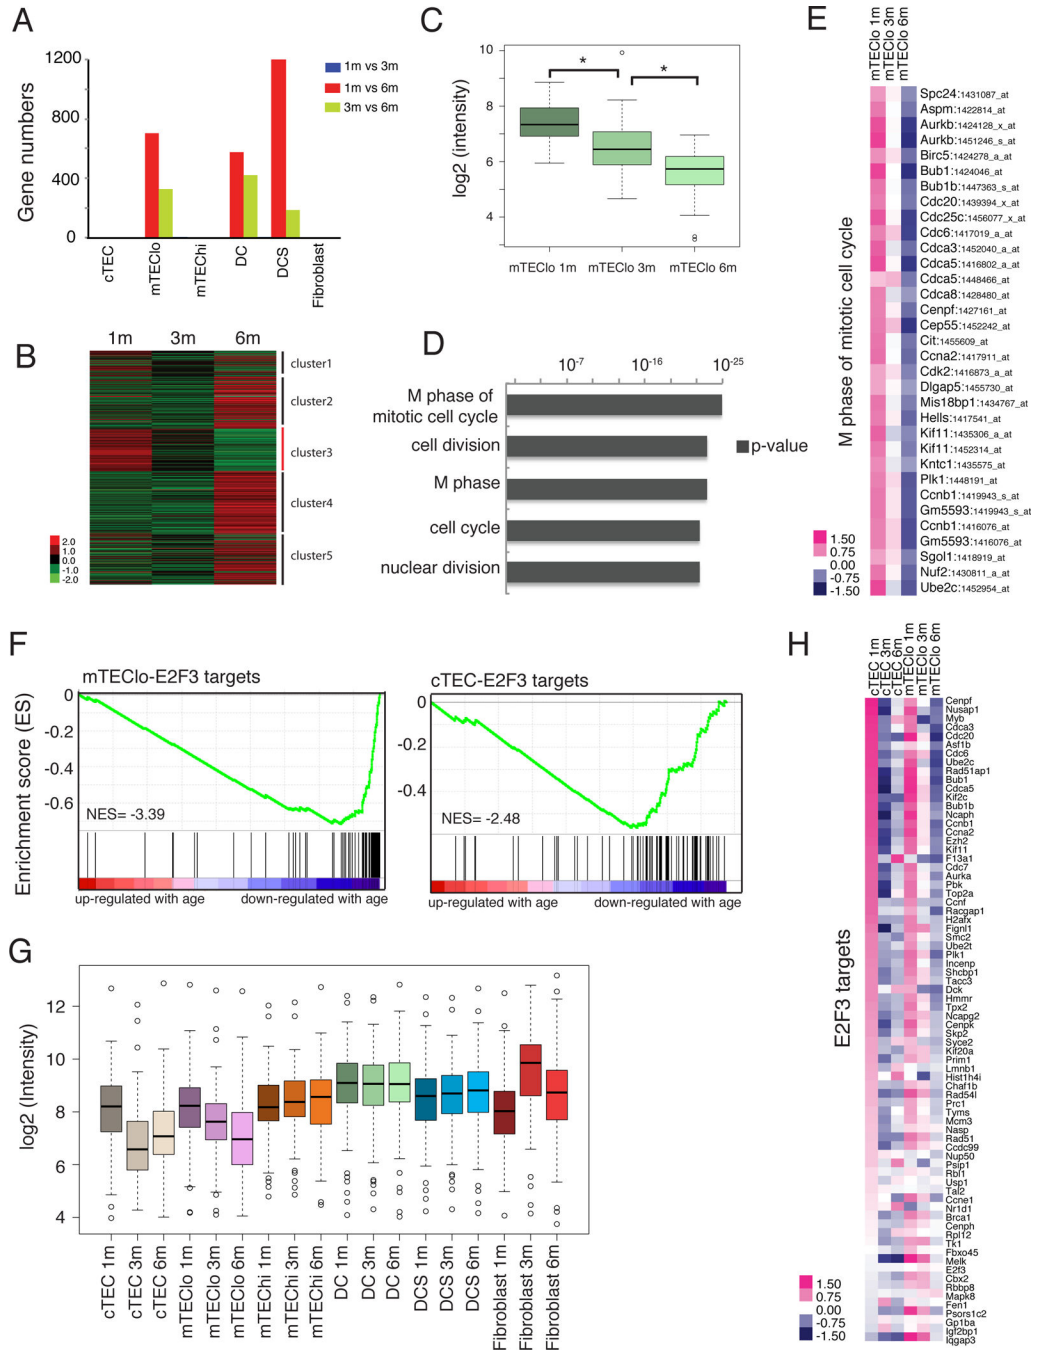 A
1200
800
400
0
Gene numbers
1m vs 3m
1m vs 6m
3m vs 6m
cTEC
mTEClo
mTEChi
DC
DCS
Fibroblast
B
1m 3m 6m
cluster1
cluster2
cluster3
cluster4
cluster5
2.0
1.0
0.0
-1.0
-2.0
C
10
8
6
4
log2 (intensity)
* *
mTEClo 1m mTEClo 3m mTEClo 6m
D
10-7 10-16 10-25
M phase of
mitotic cell cycle
cell division
M phase
cell cycle
nuclear division
p-value
E
mTEClo 1m
mTEClo 3m
mTEClo 6m
M phase of mitotic cell cycle
Spc24:1431087_at
Aspm:1422814_at
Aurkb:1424128_x_at
Aurkb:1451246_s_at
Birc5:1424278_a_at
Bub1:1424046_at
Bub1b:1447363_s_at
Cdc20:1439394_x_at
Cdc25c:1456077_x_at
Cdc6:1417019_a_at
Cdca3:1452040_a_at
Cdca5:1416802_a_at
Cdca5:1448466_at
Cdca8:1428480_at
Cenpf:1427161_at
Cep55:1452242_at
Cit:1455609_at
Ccna2:1417911_at
Cdk2:1416873_a_at
Dlgap5:1455730_at
Mis18bp1:1434767_at
Hells:1417541_at
Kif11:1435306_a_at
Kif11:1452314_at
Kntc1:1435575_at
Plk1:1448191_at
Ccnb1:1419943_s_at
Gm5593:1419943_s_at
Ccnb1:1416076_at
Gm5593:1416076_at
Sgol1:1418919_at
Nuf2:1430811_a_at
Ube2c:1452954_at
1.50
0.75
0.00
-0.75
-1.50
F
mTEClo-E2F3 targets
0
-0.2
-0.4
-0.6
Enrichment score (ES)
NES= -3.39
up-regulated with age down-regulated with age
cTEC-E2F3 targets
0
-0.2
-0.4
NES= -2.48
up-regulated with age down-regulated with age
G
12
10
8
6
4
log2 (Intensity)
cTEC 1m
cTEC 3m
cTEC 6m
mTEClo 1m
mTEClo 3m
mTEClo 6m
mTEChi 1m
mTEChi 3m
mTEChi 6m
DC 1m
DC 3m
DC 6m
DCS 1m
DCS 3m
DCS 6m
Fibroblast 1m
Fibroblast 3m
Fibroblast 6m
H
cTEC 1m
cTEC 3m
cTEC 6m
mTEClo 1m
mTEClo 3m
mTEClo 6m
E2F3 targets
Cenpf
Nusap1
Myb
Cdca3
Cdc20
Asf1b
Cdc6
Ube2c
Rad51ap1
Bub1
Cdca5
Kif2c
Bub1b
Ncaph
Ccnb1
Ccna2
Ezh2
Kif11
F13a1
Cdc7
Aurka
Pbk
Top2a
Ccnf
Racgap1
H2afx
Fignl1
Smc2
Ube2t
Plk1
Incenp
Shcbp1
Tacc3
Dck
Hmmr
Tpx2
Ncapg2
Cenpk
Skp2
Syce2
Kif20a
Prim1
Lmnb1
Hist1h4i
Chaf1b
Rad54l
Prc1
Tyms
Mcm3
Nasp
Rad51
Ccdc99
Nup50
Psip1
Rbl1
Usp1
Tal2
Ccne1
Nr1d1
Brca1
Cenph
Rpl12
Tk1
Fbxo45
Melk
E2f3
Cbx2
Rbbp8
Mapk8
Fen1
Psors1c2
Gp1ba
Igf2bp1
Iqgap3
1.50
0.75
0.00
-0.75
-1.50